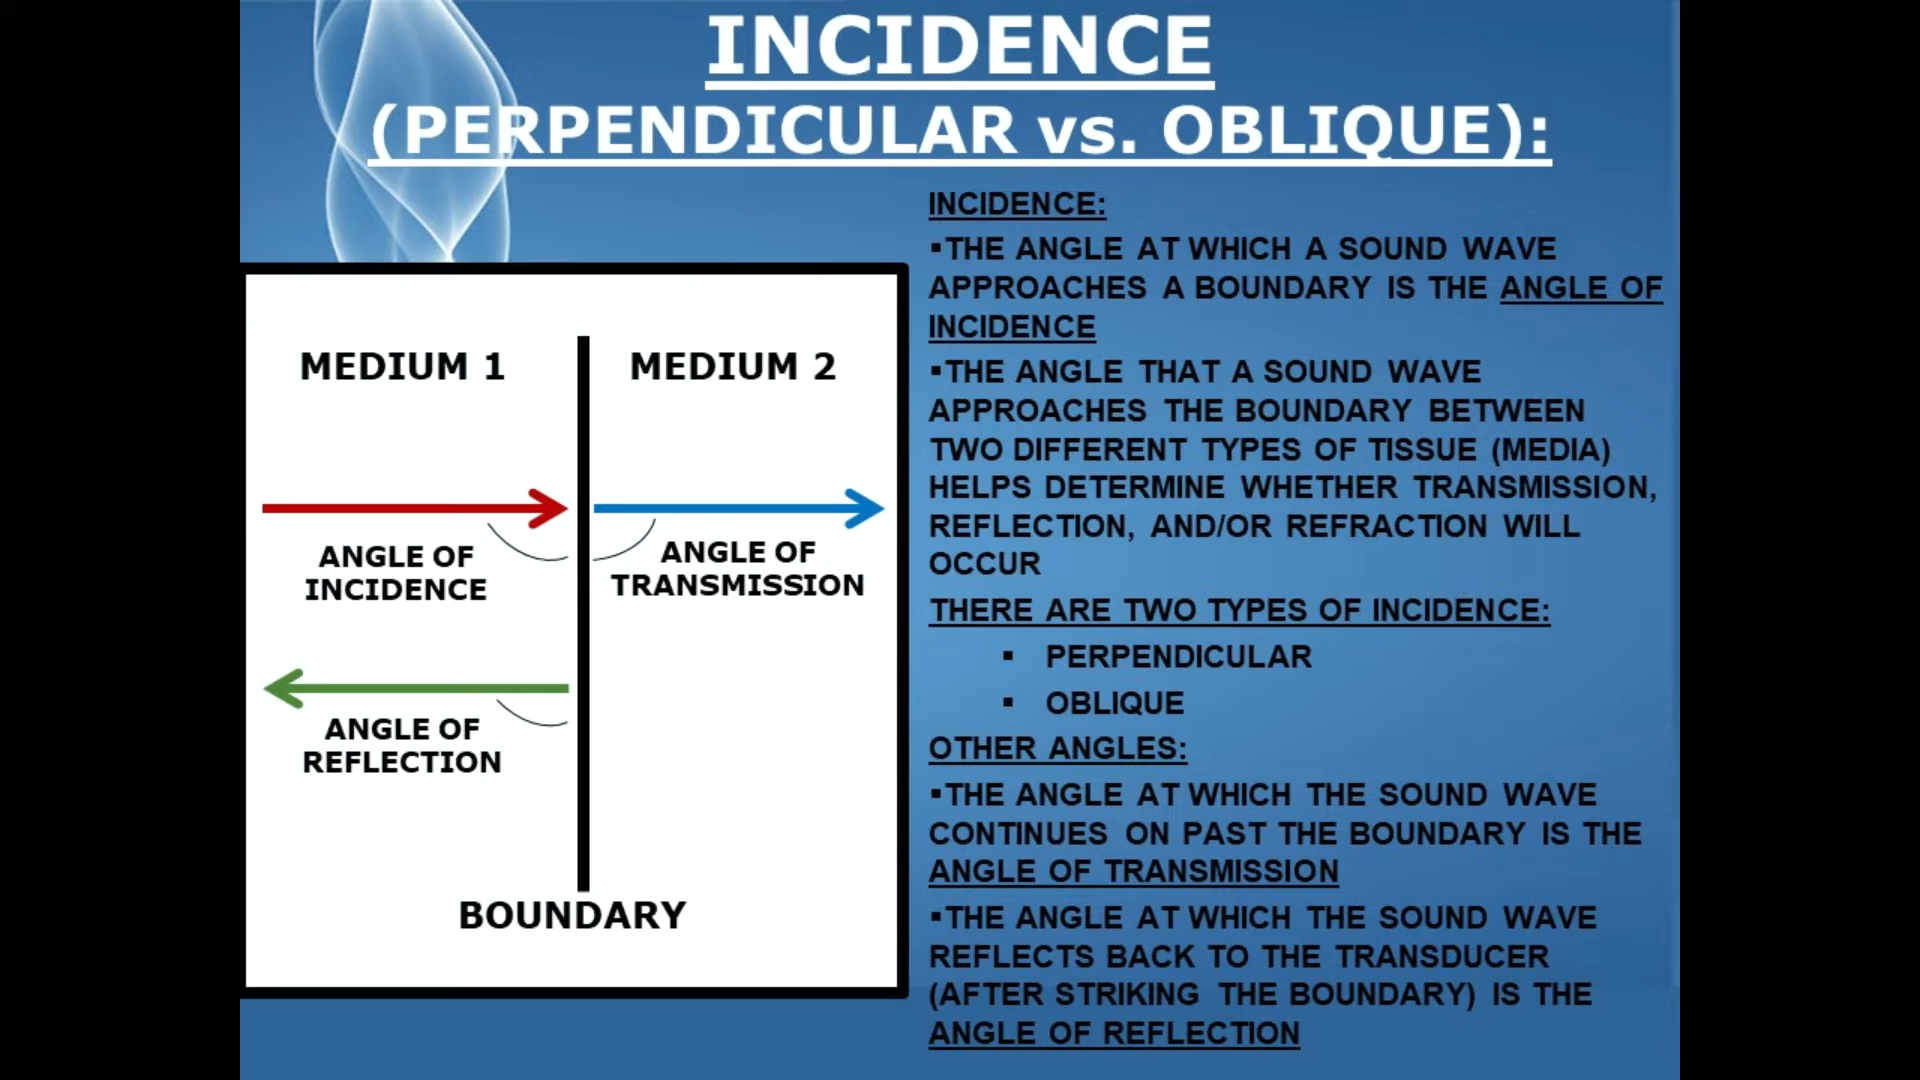 INCIDENCE
(PERPENDICULAR vs. OBLIQUE):
MEDIUM 1
MEDIUM 2
ANGLE OF
INCIDENCE
ANGLE OF
TRANSMISSION
ANGLE OF
REFLECTION
BOUNDARY
INCIDENCE:
▪THE ANGLE AT WHICH A SOUND WAVE
APPROACHES A BOUNDARY IS THE ANGLE OF
INCIDENCE
▪THE ANGLE THAT A SOUND WAVE
APPROACHES THE BOUNDARY BETWEEN
TWO DIFFERENT TYPES OF TISSUE (MEDIA)
HELPS DETERMINE WHETHER TRANSMISSION,
REFLECTION, AND/OR REFRACTION WILL
OCCUR
THERE ARE TWO TYPES OF INCIDENCE:
▪ PERPENDICULAR
▪ OBLIQUE
OTHER ANGLES:
▪THE ANGLE AT WHICH THE SOUND WAVE
CONTINUES ON PAST THE BOUNDARY IS THE
ANGLE OF TRANSMISSION
▪THE ANGLE AT WHICH THE SOUND WAVE
REFLECTS BACK TO THE TRANSDUCER
(AFTER STRIKING THE BOUNDARY) IS THE
ANGLE OF REFLECTION